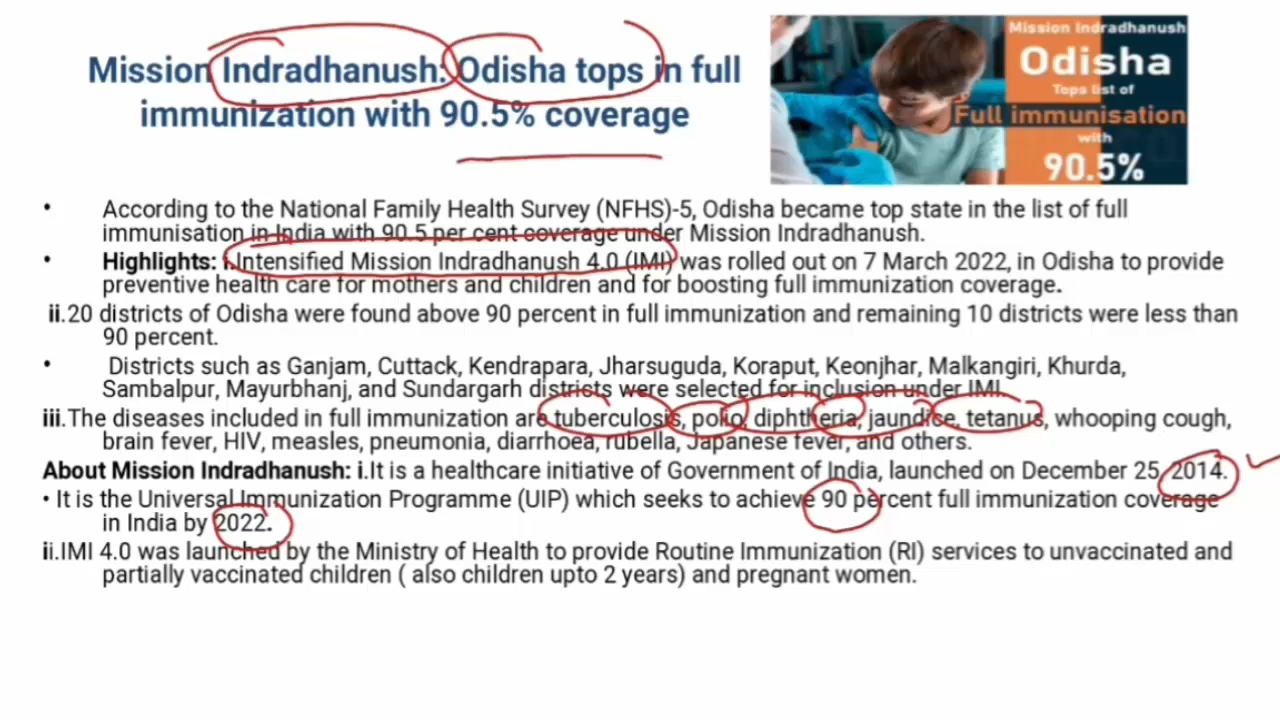 Mission Indradhanush: Odisha tops in full
immunization with 90.5% coverage
Mission Indradhanush
Odisha
Tops list of
Full immunisation
with
90.5%
• According to the National Family Health Survey (NFHS)-5, Odisha became top state in the list of full
immunisation in India with 90.5 per cent coverage under Mission Indradhanush.
• Highlights: i.Intensified Mission Indradhanush 4.0 (IMI) was rolled out on 7 March 2022, in Odisha to provide
preventive health care for mothers and children and for boosting full immunization coverage.
ii.20 districts of Odisha were found above 90 percent in full immunization and remaining 10 districts were less than
90 percent.
• Districts such as Ganjam, Cuttack, Kendrapara, Jharsuguda, Koraput, Keonjhar, Malkangiri, Khurda,
Sambalpur, Mayurbhanj, and Sundargarh districts were selected for inclusion under IMI.
iii.The diseases included in full immunization are tuberculosis, polio, diphtheria, jaundice, tetanus, whooping cough,
brain fever, HIV, measles, pneumonia, diarrhoea, rubella, Japanese fever, and others.
About Mission Indradhanush: i.It is a healthcare initiative of Government of India, launched on December 25, 2014.
• It is the Universal Immunization Programme (UIP) which seeks to achieve 90 percent full immunization coverage
in India by 2022.
ii.IMI 4.0 was launched by the Ministry of Health to provide Routine Immunization (RI) services to unvaccinated and
partially vaccinated children ( also children upto 2 years) and pregnant women.